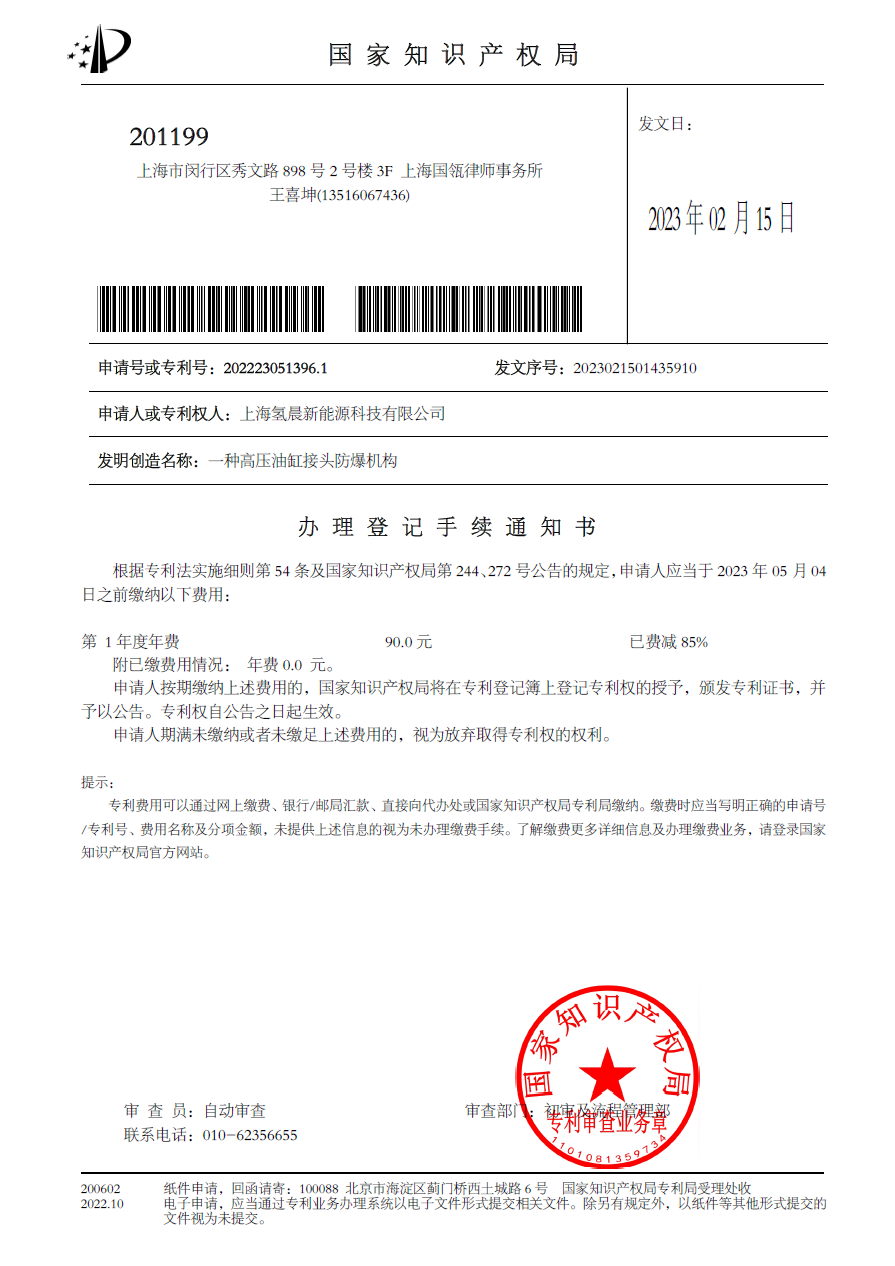 国家知识产权局
201199
上海市闵行区秀文路 898 号 2 号楼 3F 上海国瓴律师事务所
王喜坤(13516067436)
发文日：
2023 年 02 月 15 日
申请号或专利号：202223051396.1
发文序号：2023021501435910
申请人或专利权人：上海氢晨新能源科技有限公司
发明创造名称：一种高压油缸接头防爆机构
办理登记手续通知书
根据专利法实施细则第 54 条及国家知识产权局第 244、272 号公告的规定，申请人应当于 2023 年 05 月 04
日之前缴纳以下费用：
第 1 年度年费 90.0 元 已费减 85%
附已缴费用情况： 年费 0.0 元。
申请人按期缴纳上述费用的，国家知识产权局将在专利登记簿上登记专利权的授予，颁发专利证书，并
予以公告。专利权自公告之日起生效。
申请人期满未缴纳或者未缴足上述费用的，视为放弃取得专利权的权利。
提示：
专利费用可以通过网上缴费、银行/邮局汇款、直接向代办处或国家知识产权局专利局缴纳。缴费时应当写明正确的申请号
/专利号、费用名称及分项金额，未提供上述信息的视为未办理缴费手续。了解缴费更多详细信息及办理缴费业务，请登录国家
知识产权局官方网站。
审 查 员：自动审查
审查部门：初审及流程管理部
联系电话：010-62356655
国家知识产权局
专利审查业务章
1101081359734
200602 纸件申请，回函请寄：100088 北京市海淀区蓟门桥西土城路 6 号 国家知识产权局专利局受理处收
2022.10 电子申请，应当通过专利业务办理系统以电子文件形式提交相关文件。除另有规定外，以纸件等其他形式提交的
文件视为未提交。